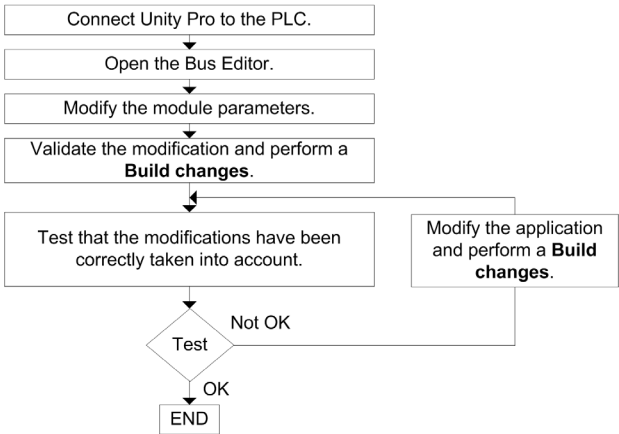 Connect Unity Pro to the PLC.
Open the Bus Editor.
Modify the module parameters.
Validate the modification and perform a
Build changes.
Test that the modifications have been
correctly taken into account.
Modify the application
and perform a Build
changes.
Not OK
Test
OK
END